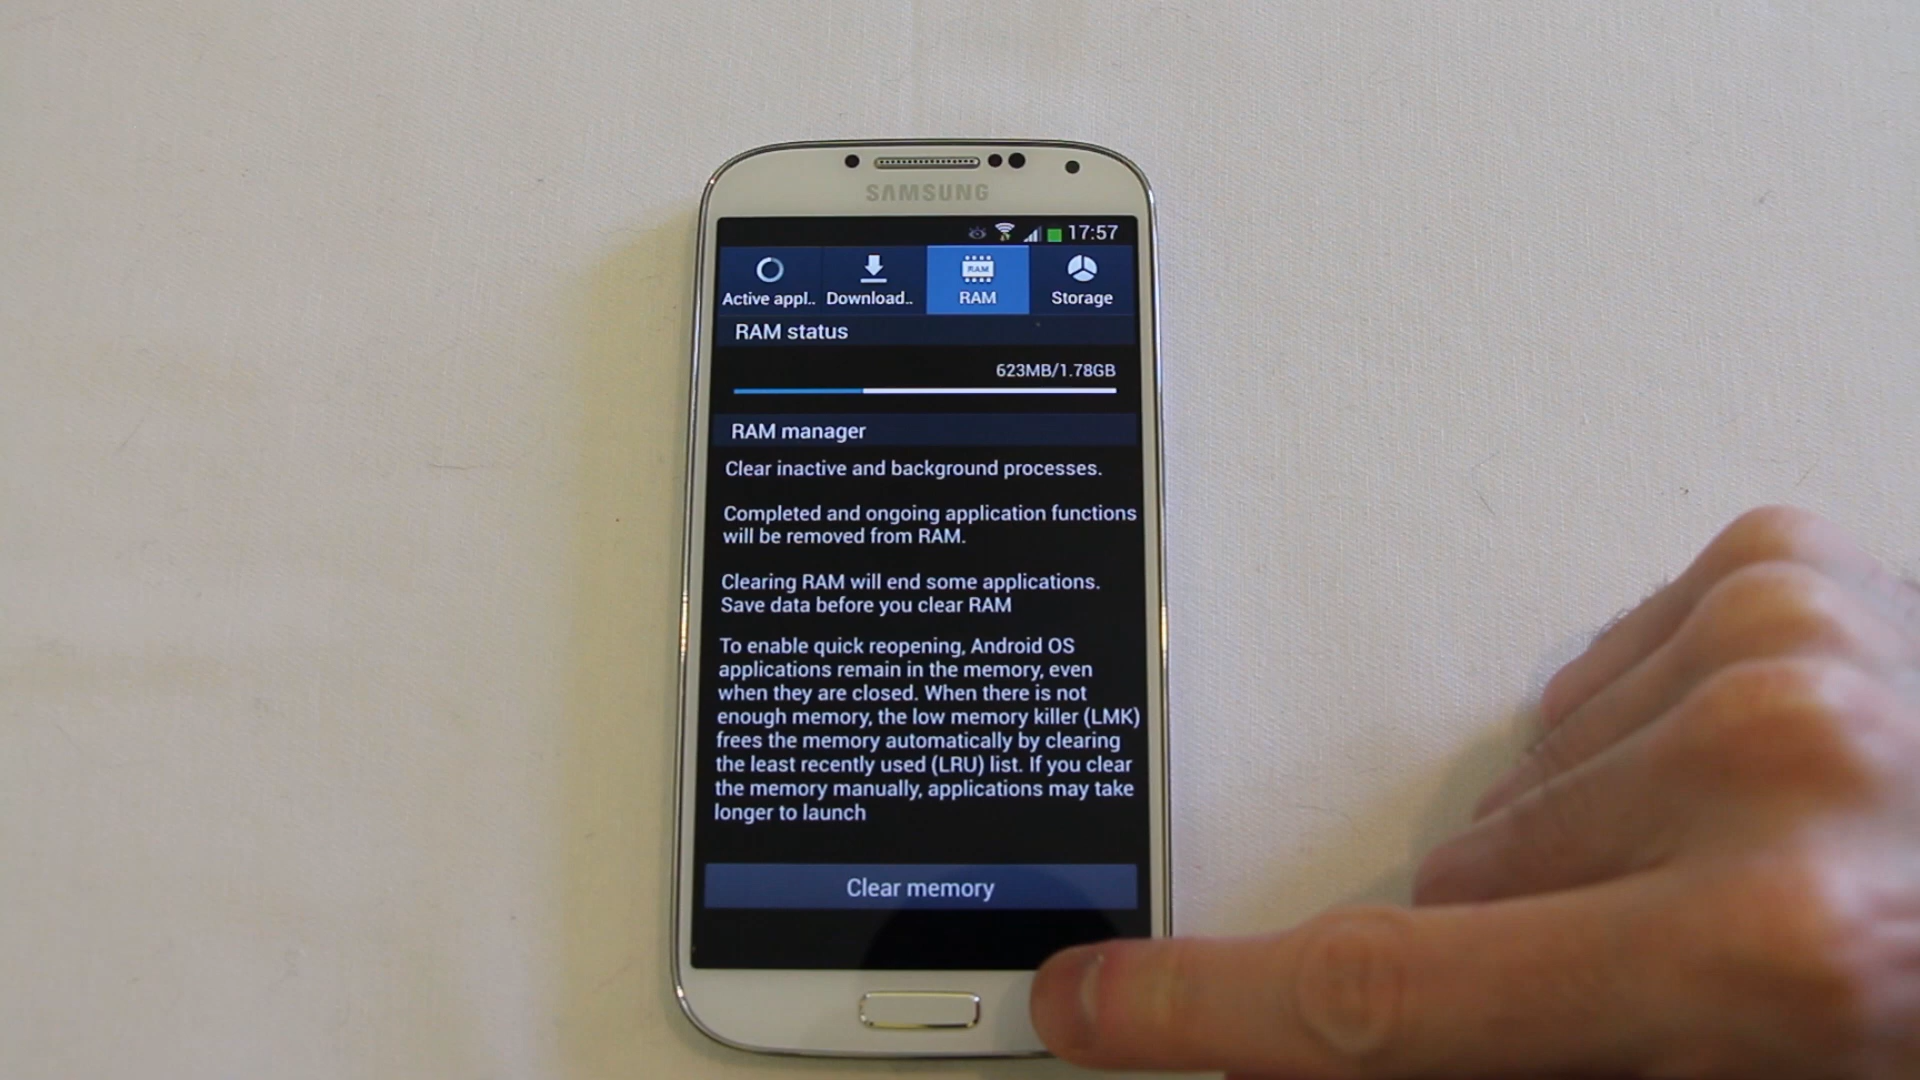 SAMSUNG
17:57
Active appl.. Download.. RAM Storage
RAM
RAM status
623MB/1.78GB
RAM manager
Clear inactive and background processes.
Completed and ongoing application functions
will be removed from RAM.
Clearing RAM will end some applications.
Save data before you clear RAM
To enable quick reopening, Android OS
applications remain in the memory, even
when they are closed. When there is not
enough memory, the low memory killer (LMK)
frees the memory automatically by clearing
the least recently used (LRU) list. If you clear
the memory manually, applications may take
longer to launch
Clear memory